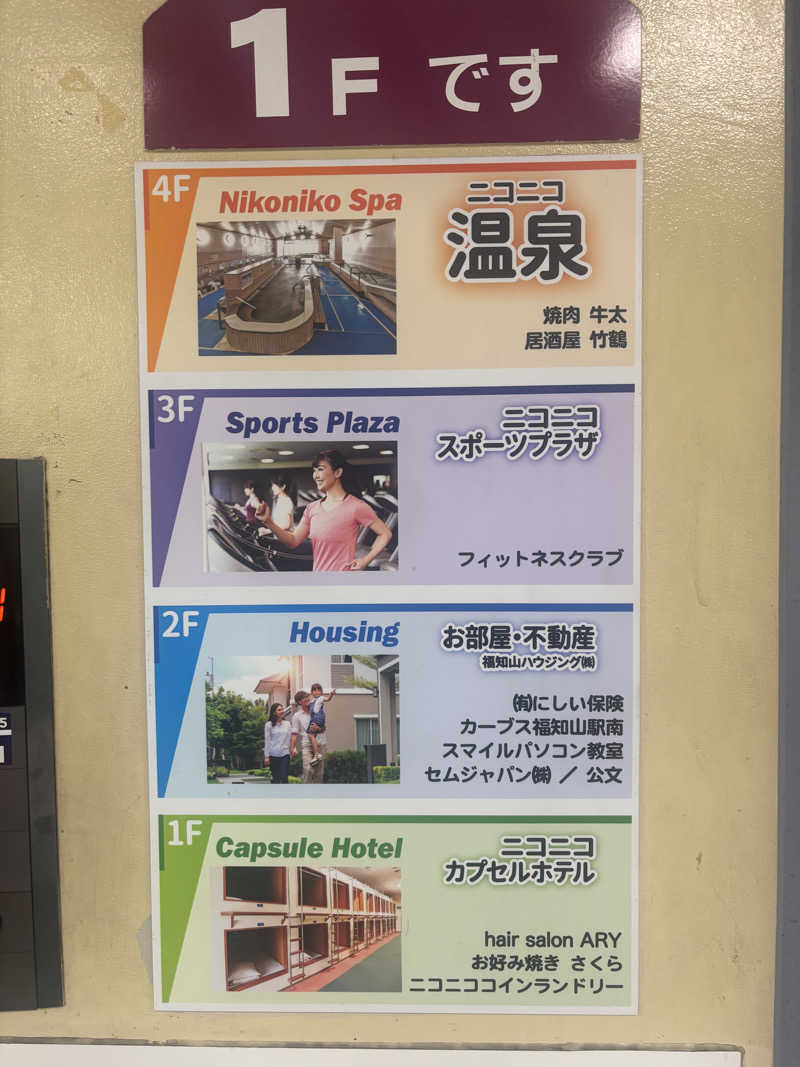 1F です
4F
Nikoniko Spa
ニコニコ
温泉
焼肉 牛太
居酒屋 竹鶴
3F
Sports Plaza
ニコニコ
スポーツプラザ
フィットネスクラブ
2F
Housing
お部屋・不動産
福知山ハウジング㈱
㈲にしい保険
カーブス福知山駅南
スマイルパソコン教室
セムジャパン㈱ / 公文
1F
Capsule Hotel
ニコニコ
カプセルホテル
hair salon ARY
お好み焼き さくら
ニコニココインランドリー